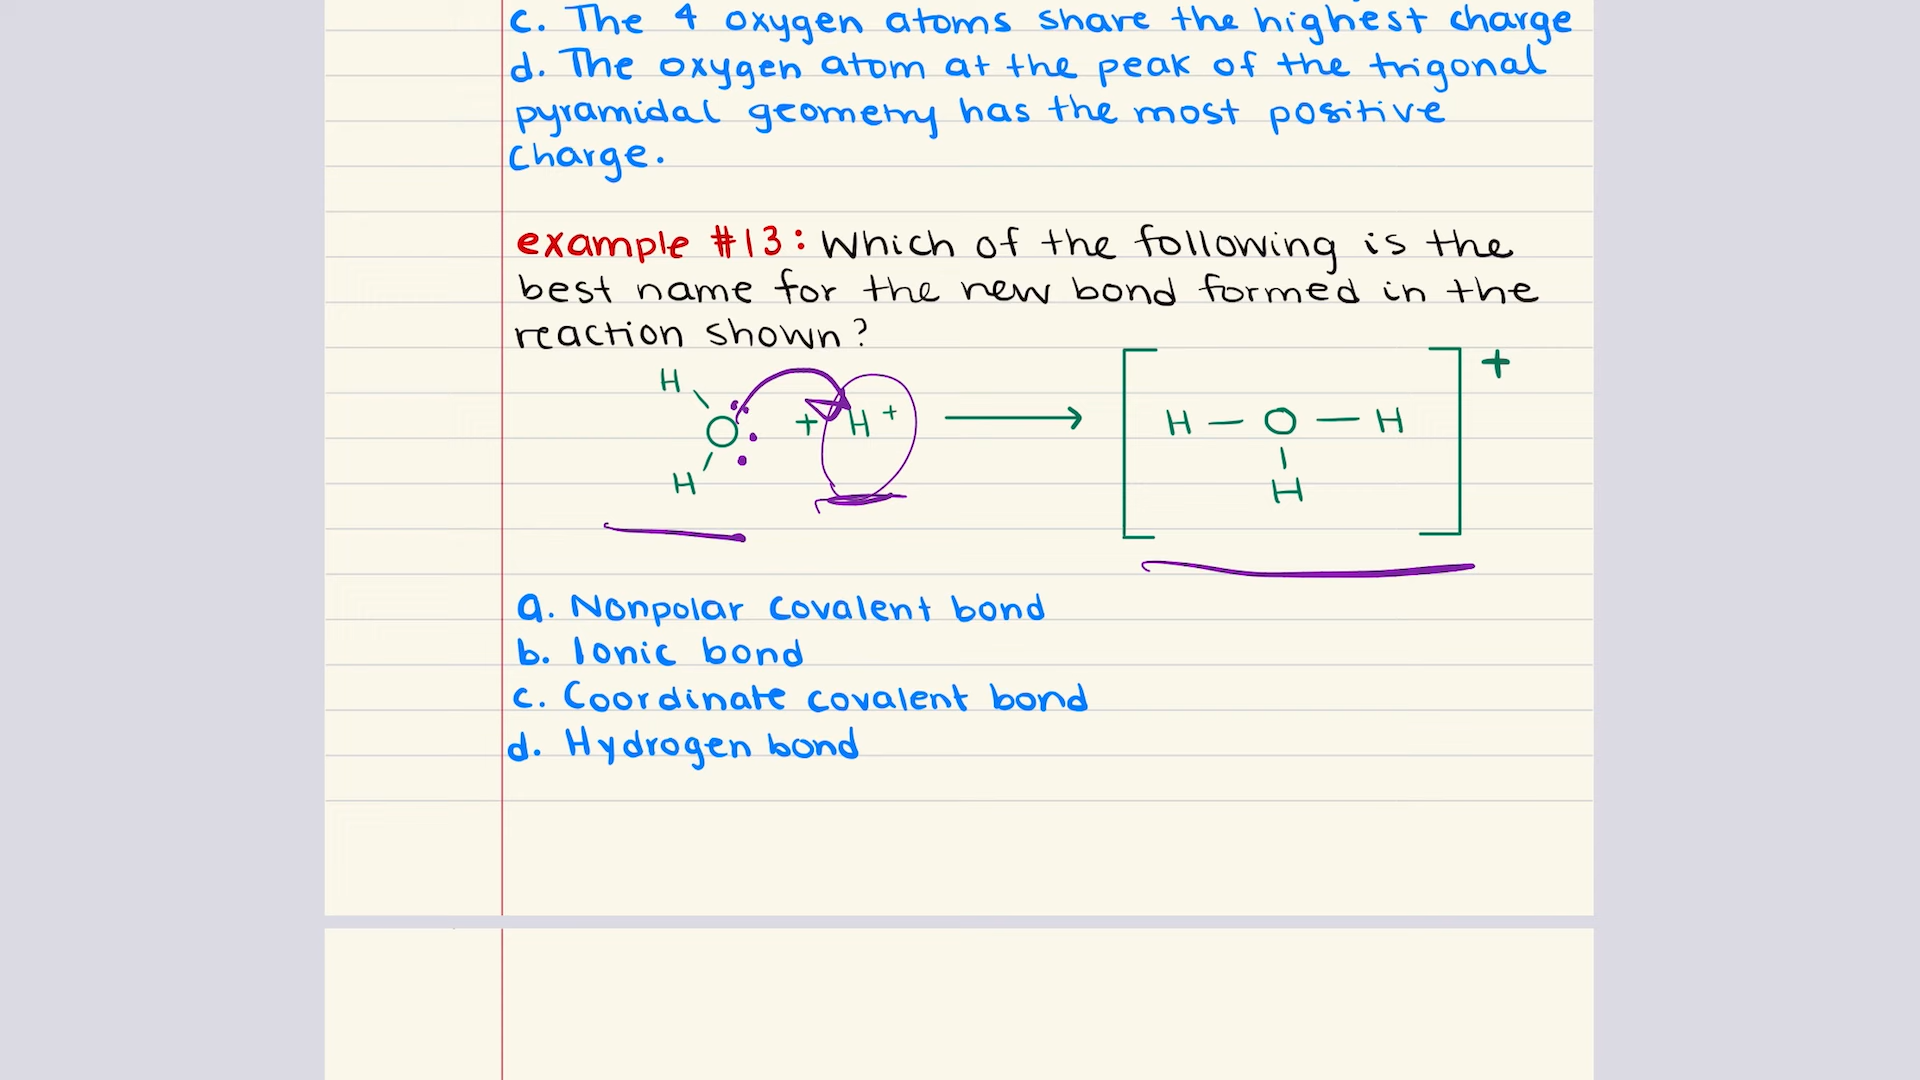 c. The 4 oxygen atoms share the highest charge
d. The oxygen atom at the peak of the trigonal
pyramidal geometry has the most positive
charge.
example #13: Which of the following is the
best name for the new bond formed in the
reaction shown?
H
O + H+ → [H — O — H]+
H
H
a. Nonpolar covalent bond
b. Ionic bond
c. Coordinate covalent bond
d. Hydrogen bond